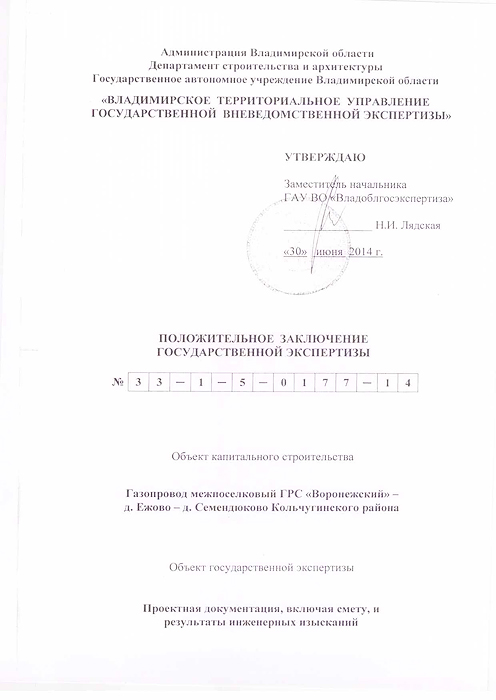 Администрация Владимирской области
Департамент строительства и архитектуры
Государственное автономное учреждение Владимирской области
«ВЛАДИМИРСКОЕ ТЕРРИТОРИАЛЬНОЕ УПРАВЛЕНИЕ
ГОСУДАРСТВЕННОЙ ВНЕВЕДОМСТВЕННОЙ ЭКСПЕРТИЗЫ»
УТВЕРЖДАЮ
Заместитель начальника
ГАУ ВО «Владоблгосэкспертиза»
Н.И. Лядская
«30» июня 2014 г.
ПОЛОЖИТЕЛЬНОЕ ЗАКЛЮЧЕНИЕ
ГОСУДАРСТВЕННОЙ ЭКСПЕРТИЗЫ
№ 3 3 – 1 – 5 – 0 1 7 7 – 1 4
Объект капитального строительства
Газопровод межпоселковый ГРС «Воронежский» –
д. Ежово – д. Семендюково Кольчугинского района
Объект государственной экспертизы
Проектная документация, включая смету, и
результаты инженерных изысканий